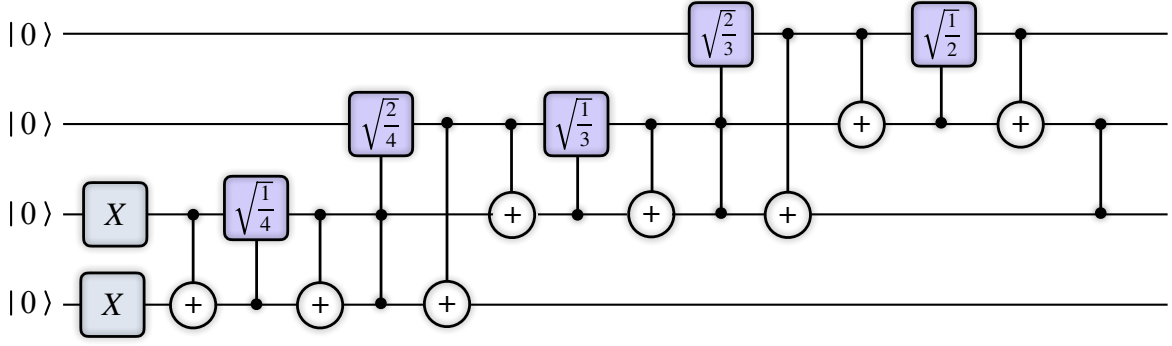 |0⟩ √2/3 √1/2
|0⟩ √2/4 √1/3
|0⟩ X √1/4
|0⟩ X